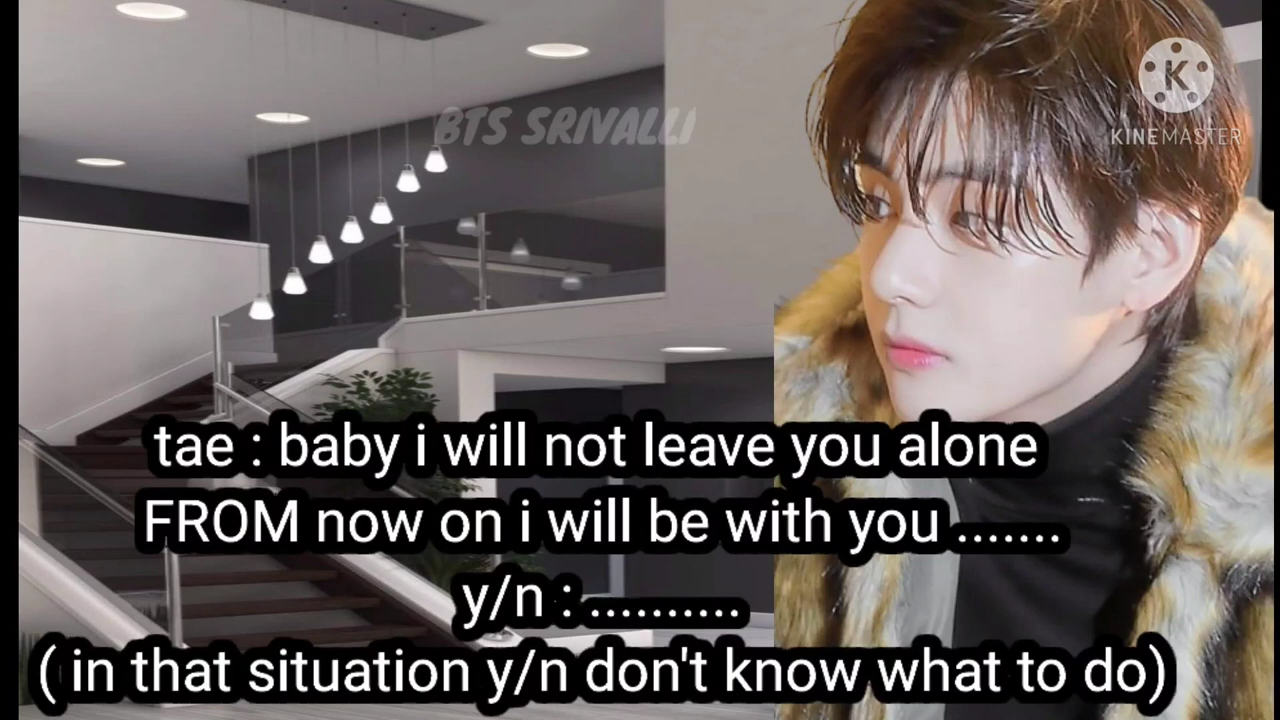 K
KINEMASTER
BTS SRIVALLI
tae : baby i will not leave you alone
FROM now on i will be with you .......
y/n : ..........
( in that situation y/n don't know what to do)